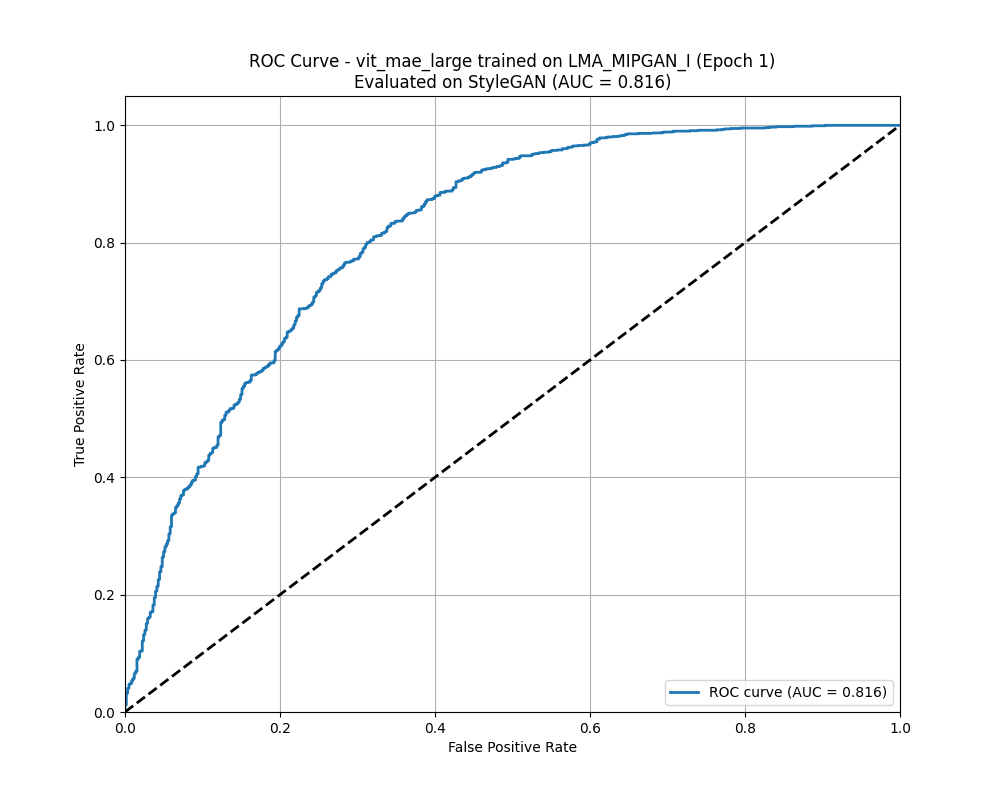 ROC Curve - vit_mae_large trained on LMA_MIPGAN_I (Epoch 1)
Evaluated on StyleGAN (AUC = 0.816)
True Positive Rate
1.0
0.8
0.6
0.4
0.2
0.0
ROC curve (AUC = 0.816)
0.0 0.2 0.4 0.6 0.8 1.0
False Positive Rate